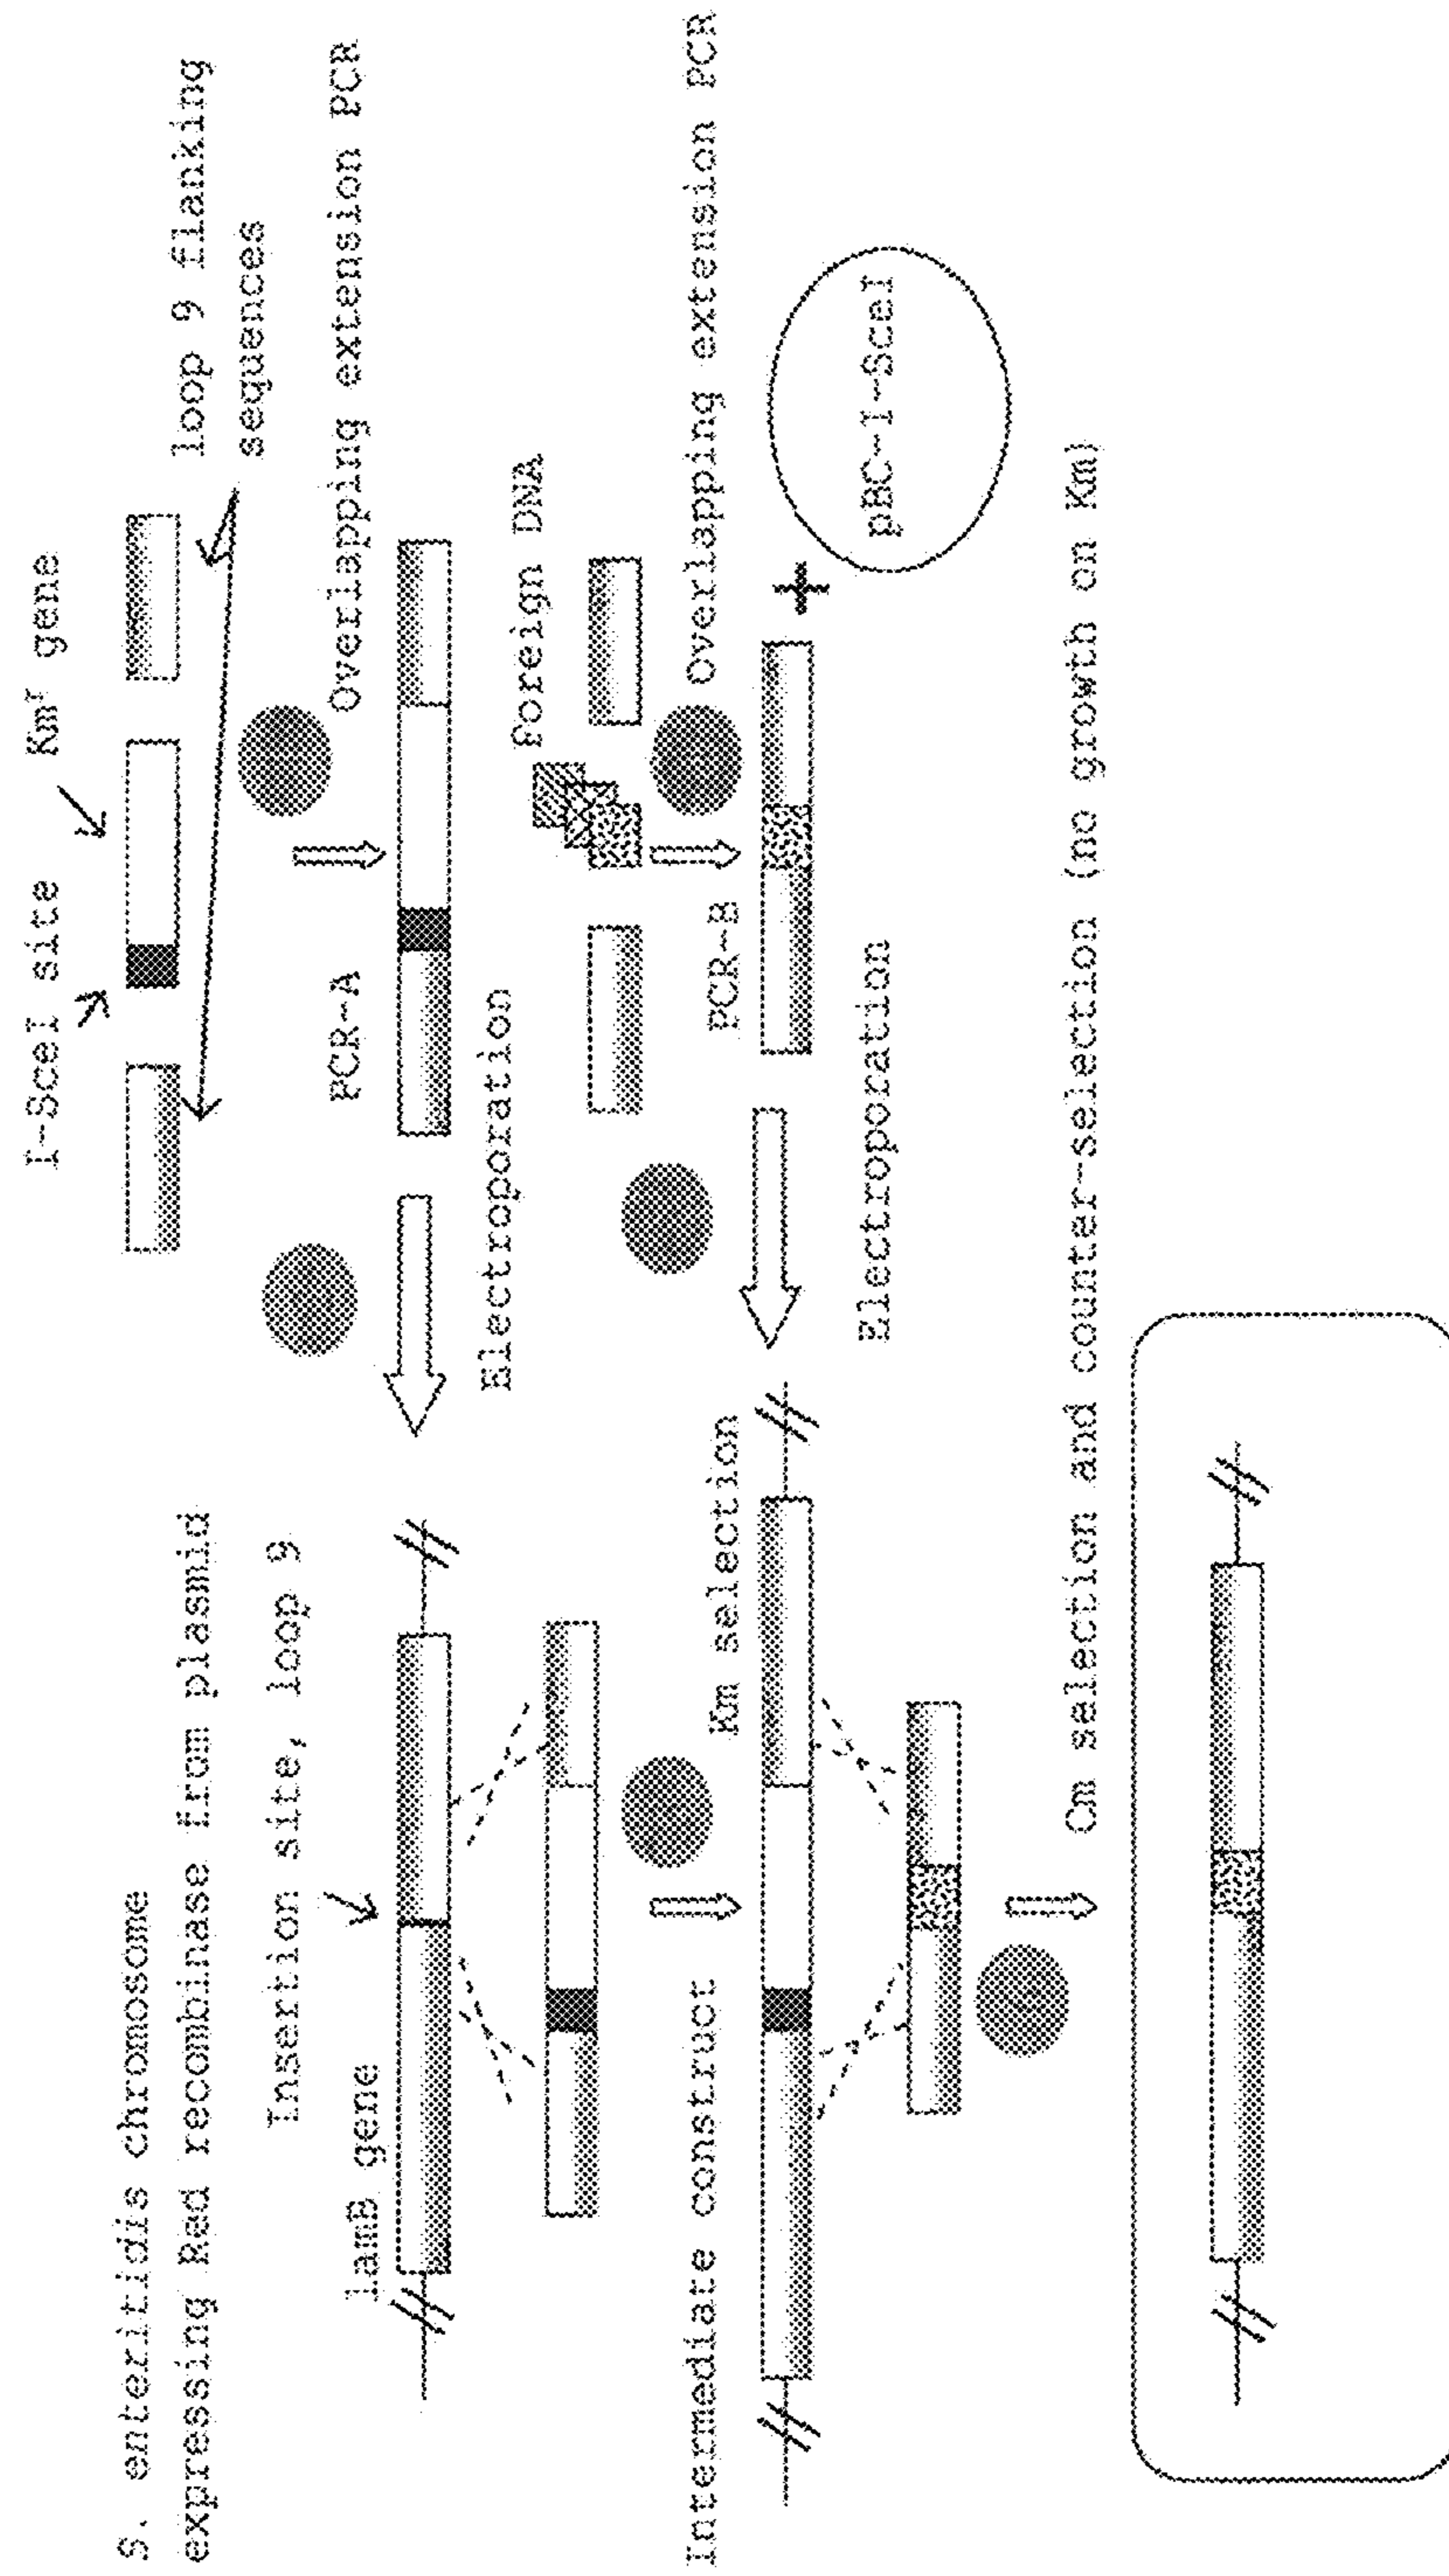 I-SceI site
Kmʳ gene
loop 9 flanking
sequences
S. enteritidis chromosome
expressing Red recombinase from plasmid
Insertion site, loop 9
lamB gene
PCR-A
Overlapping extension PCR
Electroporation
Foreign DNA
Overlapping extension PCR
Intermediate construct
Km selection
PCR-B
+
pBC-I-SceI
Electroporation
Cm selection and counter-selection (no growth on Km)